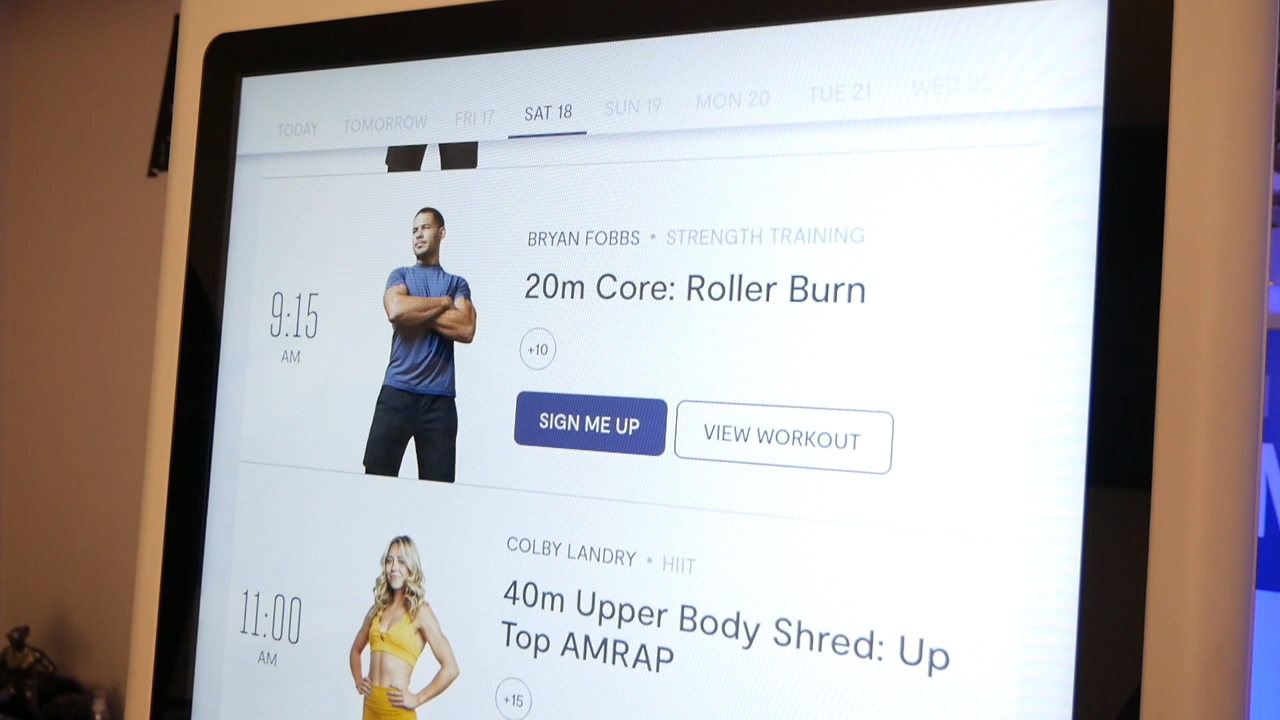 TODAY TOMORROW FRI 17 SAT 18 SUN 19 MON 20 TUE 21 WED 22
BRYAN FOBBS • STRENGTH TRAINING
20m Core: Roller Burn
9:15
AM
+10
SIGN ME UP VIEW WORKOUT
COLBY LANDRY • HIIT
40m Upper Body Shred: Up
Top AMRAP
11:00
AM
+15